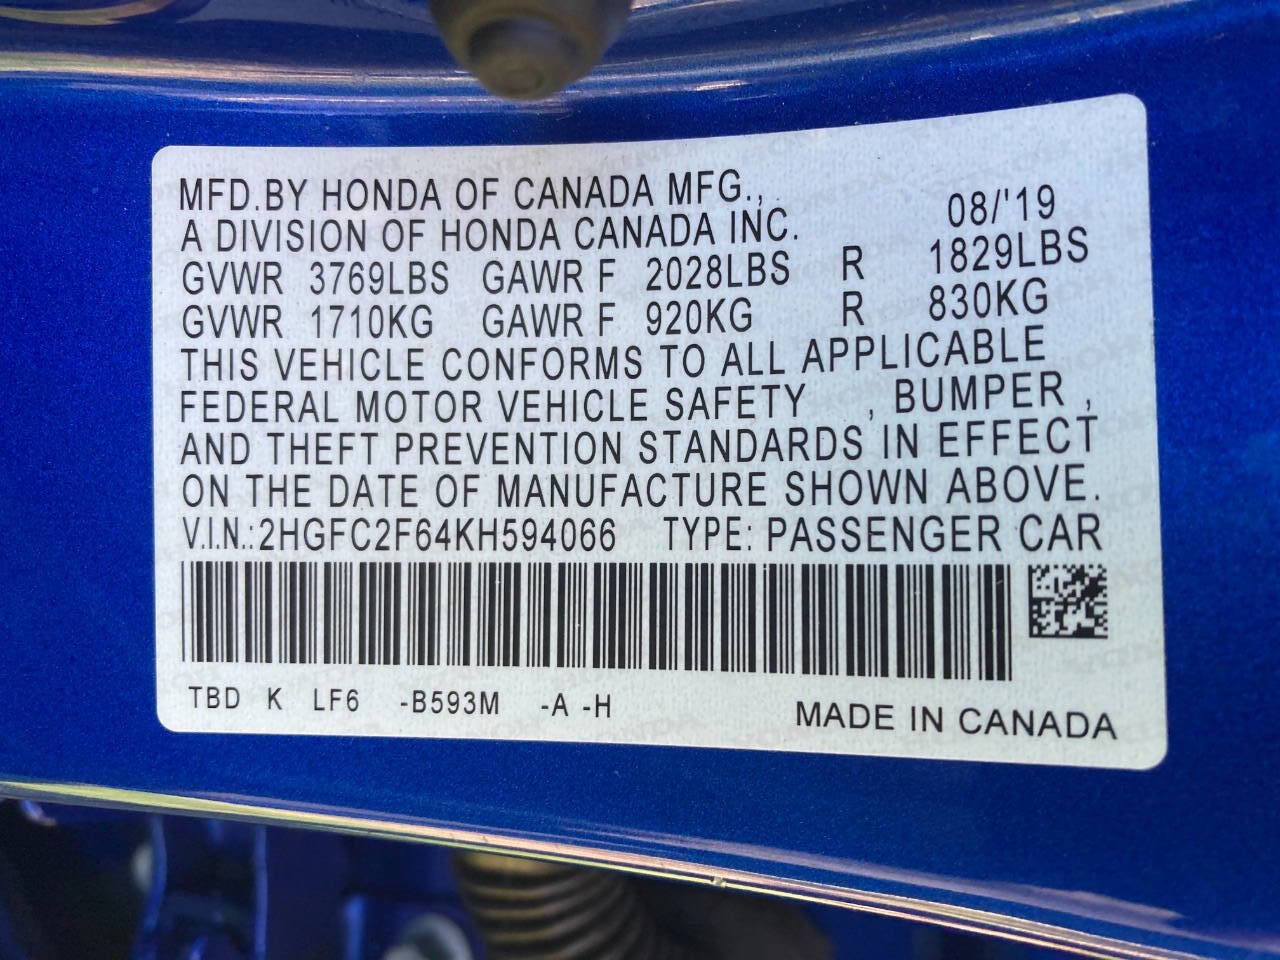 MFD.BY HONDA OF CANADA MFG.,
A DIVISION OF HONDA CANADA INC. 08/'19
GVWR 3769LBS GAWR F 2028LBS R 1829LBS
GVWR 1710KG GAWR F 920KG R 830KG
THIS VEHICLE CONFORMS TO ALL APPLICABLE
FEDERAL MOTOR VEHICLE SAFETY , BUMPER ,
AND THEFT PREVENTION STANDARDS IN EFFECT
ON THE DATE OF MANUFACTURE SHOWN ABOVE.
V.I.N.:2HGFC2F64KH594066 TYPE: PASSENGER CAR
TBD K LF6 -B593M -A -H
MADE IN CANADA